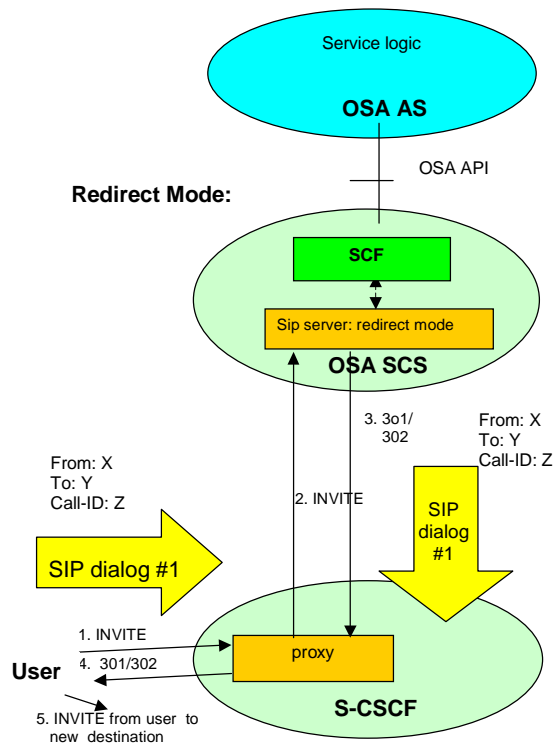 Service logic
OSA AS
OSA API
Redirect Mode:
SCF
Sip server: redirect mode
OSA SCS
3. 3o1/
302
From: X
To: Y
Call-ID: Z
From: X
To: Y
Call-ID: Z
2. INVITE
SIP
dialog
#1
SIP dialog #1
1. INVITE
proxy
User
4. 301/302
S-CSCF
5. INVITE from user to
new destination